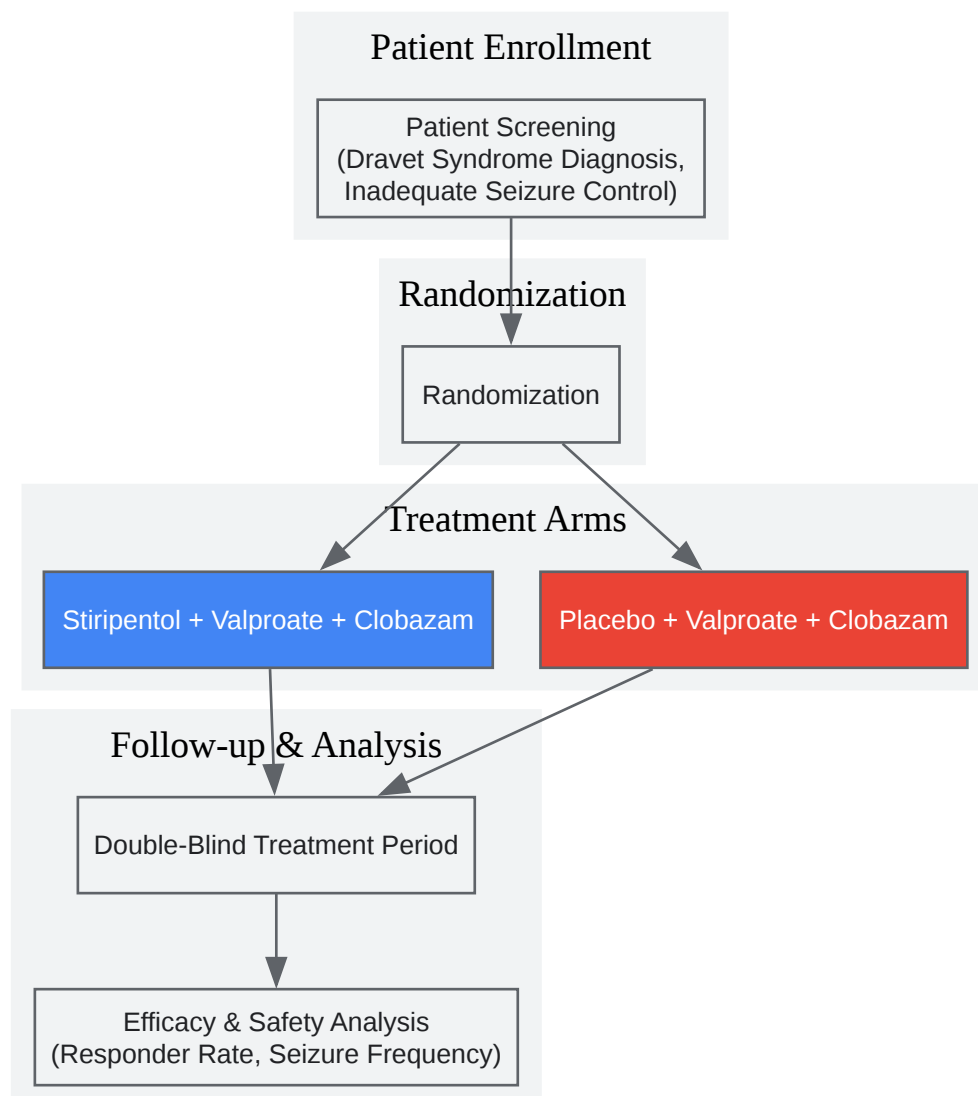 Patient Enrollment
Patient Screening
(Dravet Syndrome Diagnosis,
Inadequate Seizure Control)
Randomization
Randomization
Treatment Arms
Stiripentol + Valproate + Clobazam
Placebo + Valproate + Clobazam
Follow-up & Analysis
Double-Blind Treatment Period
Efficacy & Safety Analysis
(Responder Rate, Seizure Frequency)